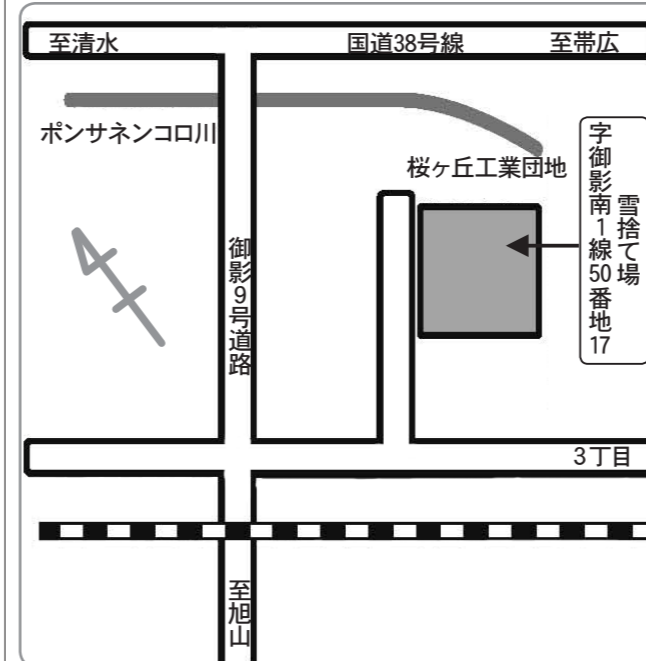 至清水
国道38号線
至帯広
ポンサネンコロ川
桜ヶ丘工業団地
雪捨て場
字御影南1線50番地17
御影9号道路
3丁目
至旭山